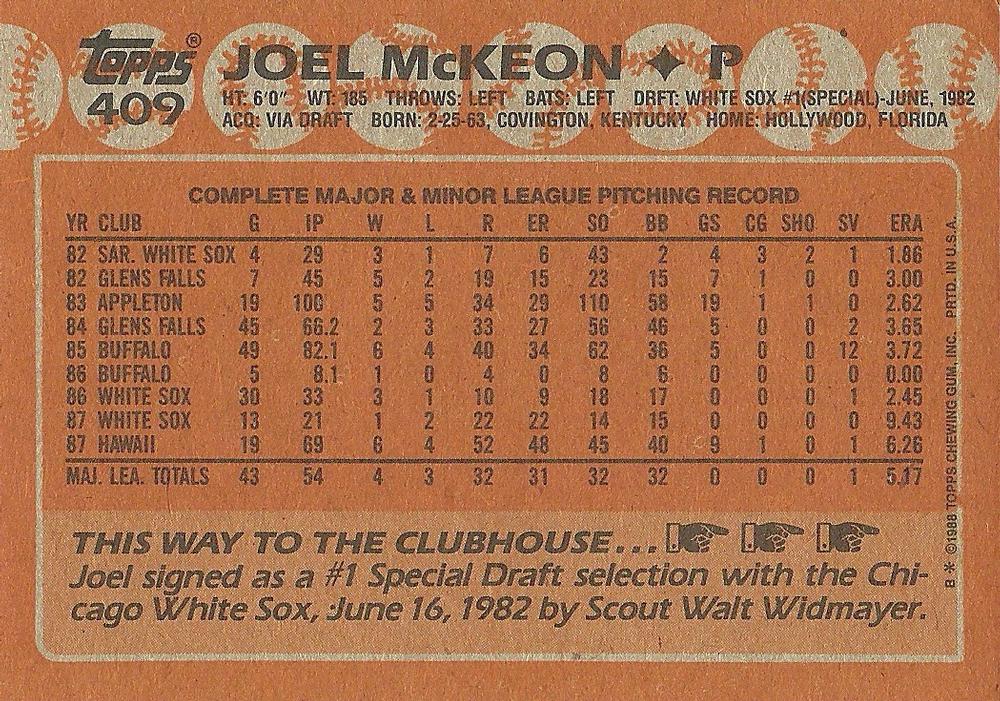 topps®
409
JOEL McKEON ✦ P
HT: 6'0" WT: 185 THROWS: LEFT BATS: LEFT DRFT: WHITE SOX #1(SPECIAL)-JUNE, 1982
ACQ: VIA DRAFT BORN: 2-25-63, COVINGTON, KENTUCKY HOME: HOLLYWOOD, FLORIDA
COMPLETE MAJOR & MINOR LEAGUE PITCHING RECORD
YR CLUB G IP W L R ER SO BB GS CG SHO SV ERA
82 SAR. WHITE SOX 4 29 3 1 7 6 43 2 4 3 2 1 1.86
82 GLENS FALLS 7 45 5 2 19 15 23 15 7 1 0 0 3.00
83 APPLETON 19 100 5 5 34 29 110 58 19 1 1 0 2.62
84 GLENS FALLS 45 66.2 2 3 33 27 56 46 5 0 0 2 3.65
85 BUFFALO 49 82.1 6 4 40 34 62 36 5 0 0 12 3.72
86 BUFFALO 5 8.1 1 0 4 0 8 6 0 0 0 0 0.00
86 WHITE SOX 30 33 3 1 10 9 18 17 0 0 0 1 2.45
87 WHITE SOX 13 21 1 2 22 22 14 15 0 0 0 0 9.43
87 HAWAII 19 69 6 4 52 48 45 40 9 1 0 1 6.26
MAJ. LEA. TOTALS 43 54 4 3 32 31 32 32 0 0 0 1 5.17
THIS WAY TO THE CLUBHOUSE...
Joel signed as a #1 Special Draft selection with the Chi-
cago White Sox, June 16, 1982 by Scout Walt Widmayer.
B * ©1988 TOPPS CHEWING GUM, INC. PRTD. IN U.S.A.